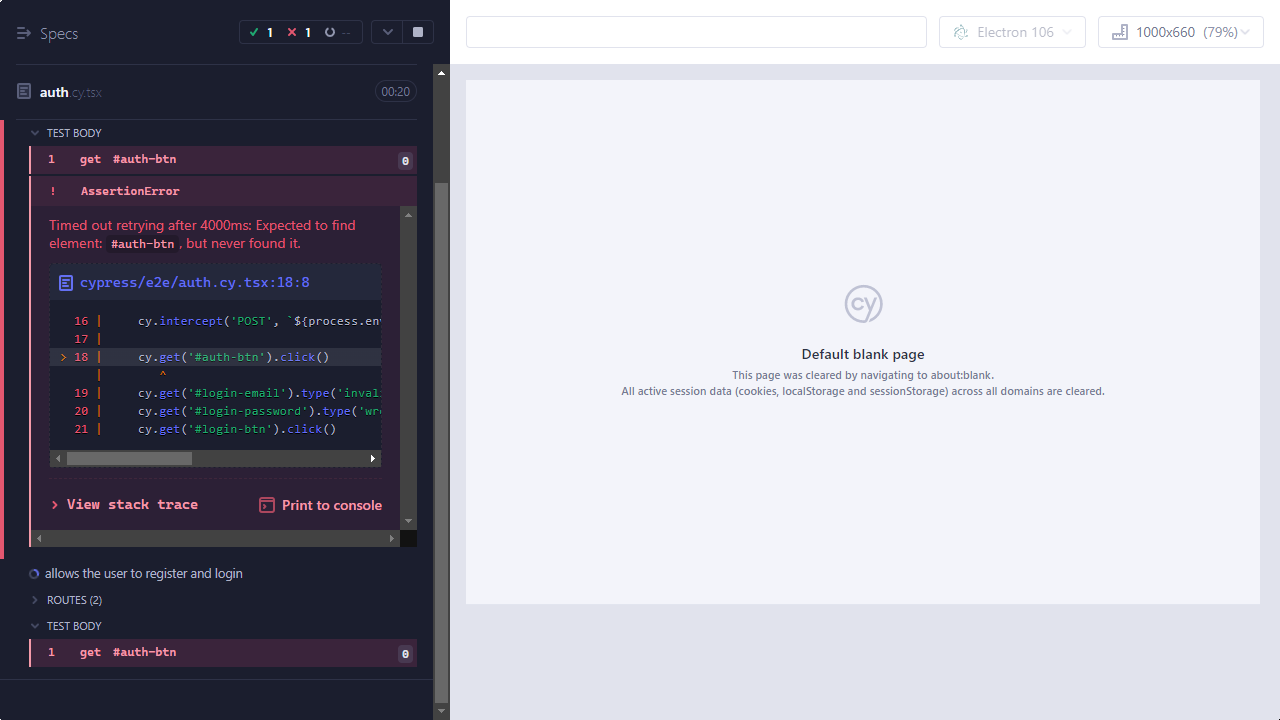 Specs
1 1 --
Electron 106
1000x660 (79%)
auth.cy.tsx
00:20
TEST BODY
1 get #auth-btn 0
! AssertionError
Timed out retrying after 4000ms: Expected to find
element: #auth-btn, but never found it.
cypress/e2e/auth.cy.tsx:18:8
16 | cy.intercept('POST', `${process.env
17 |
> 18 | cy.get('#auth-btn').click()
| ^
19 | cy.get('#login-email').type('invali
20 | cy.get('#login-password').type('wro
21 | cy.get('#login-btn').click()
> View stack trace
Print to console
allows the user to register and login
ROUTES (2)
TEST BODY
1 get #auth-btn 0
cy
Default blank page
This page was cleared by navigating to about:blank.
All active session data (cookies, localStorage and sessionStorage) across all domains are cleared.